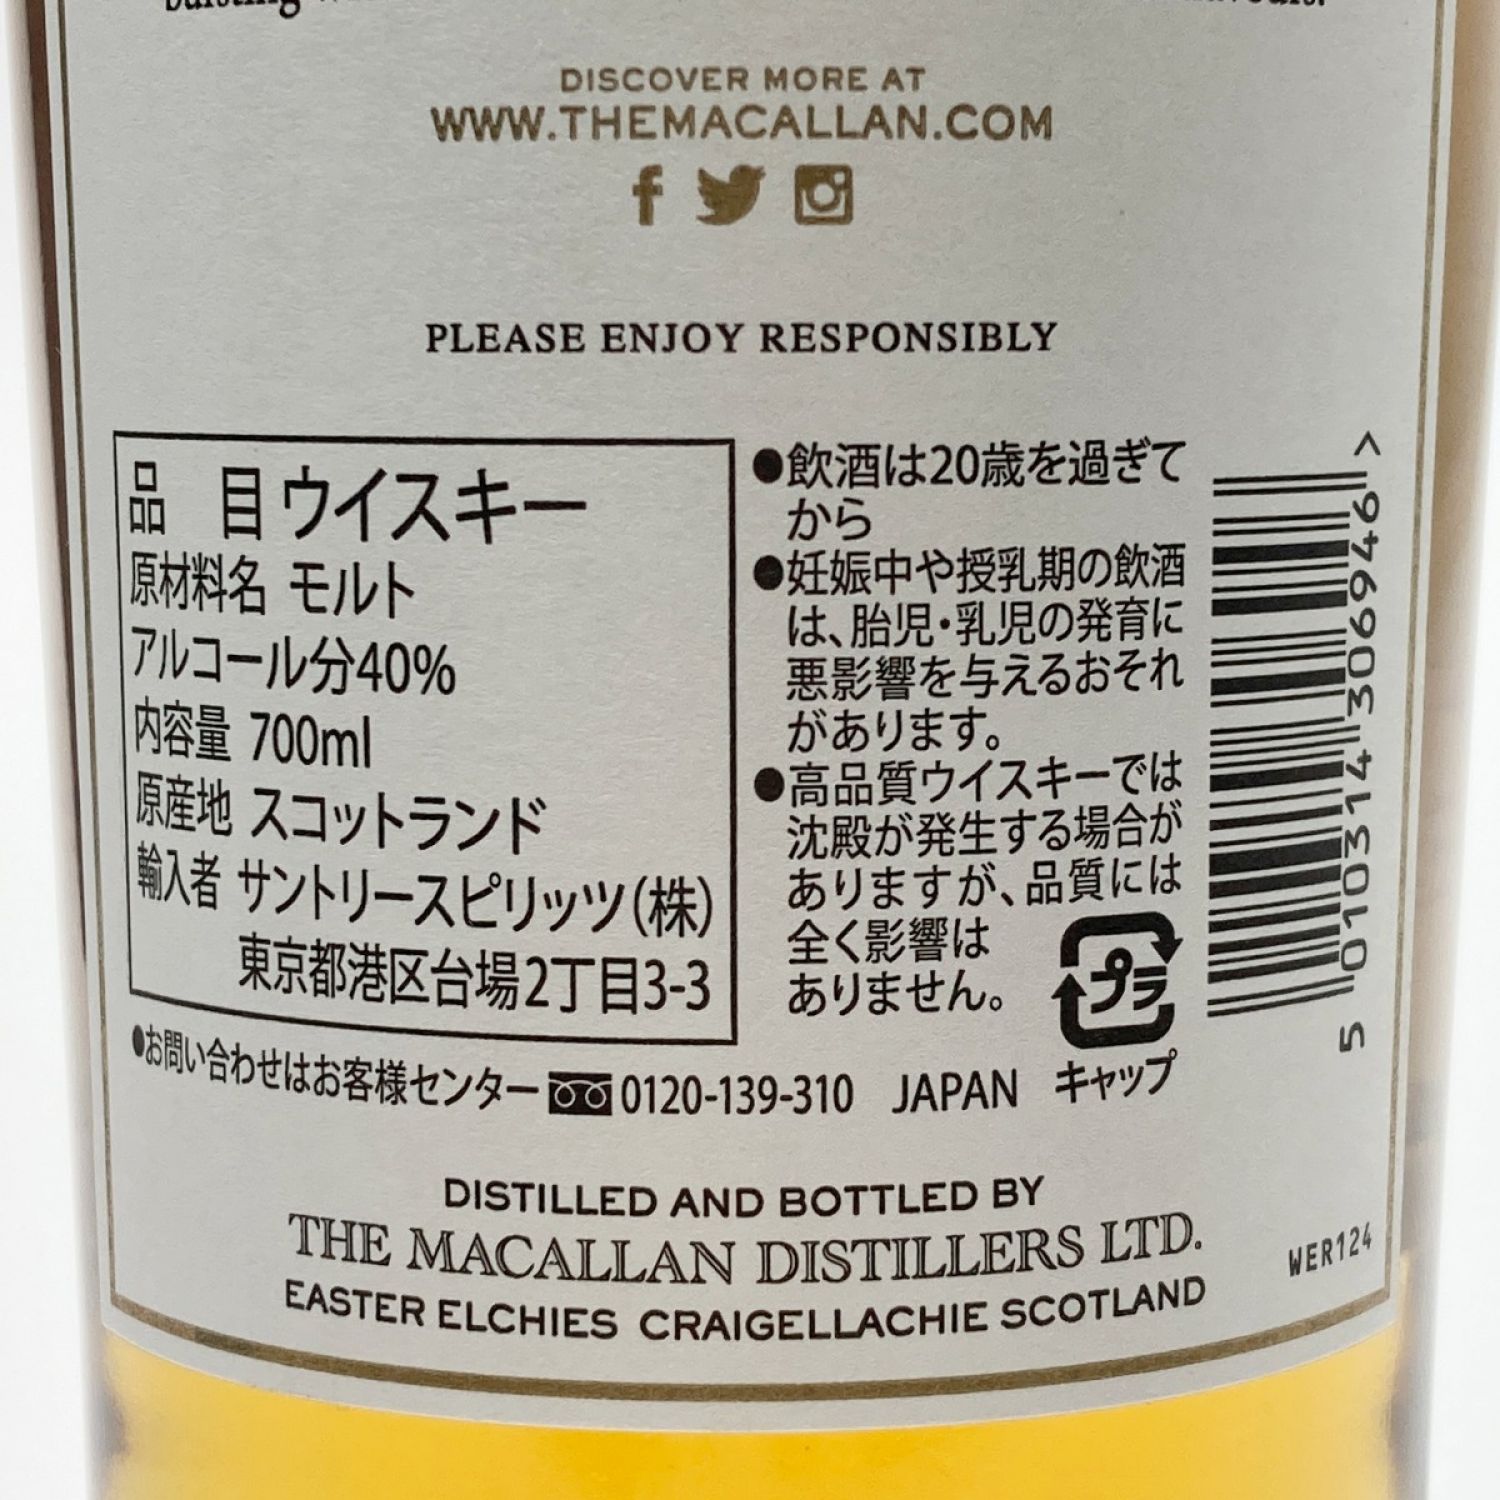 DISCOVER MORE AT
WWW.THEMACALLAN.COM
PLEASE ENJOY RESPONSIBLY
品 目 ウイスキー
原材料名 モルト
アルコール分40%
内容量 700ml
原産地 スコットランド
輸入者 サントリースピリッツ(株)
東京都港区台場2丁目3-3
●飲酒は20歳を過ぎて
から
●妊娠中や授乳期の飲酒
は、胎児・乳児の発育に
悪影響を与えるおそれ
があります。
●高品質ウイスキーでは
沈殿が発生する場合が
ありますが、品質には
全く影響は
ありません。
プラ
キャップ
5 010314 306946 >
●お問い合わせはお客様センター 0120-139-310 JAPAN
DISTILLED AND BOTTLED BY
THE MACALLAN DISTILLERS LTD.
EASTER ELCHIES CRAIGELLACHIE SCOTLAND
WER124